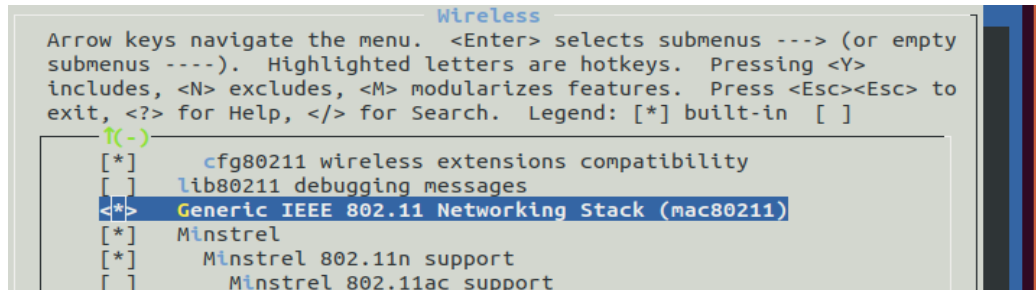 Wireless
Arrow keys navigate the menu.  <Enter> selects submenus ---> (or empty
submenus ----).  Highlighted letters are hotkeys.  Pressing <Y>
includes, <N> excludes, <M> modularizes features.  Press <Esc><Esc> to
exit, <?> for Help, </> for Search.  Legend: [*] built-in  [ ]
↑(-)
[*]     cfg80211 wireless extensions compatibility
[ ]   lib80211 debugging messages
<*>   Generic IEEE 802.11 Networking Stack (mac80211)
[*]   Minstrel
[*]     Minstrel 802.11n support
[ ]       Minstrel 802.11ac support